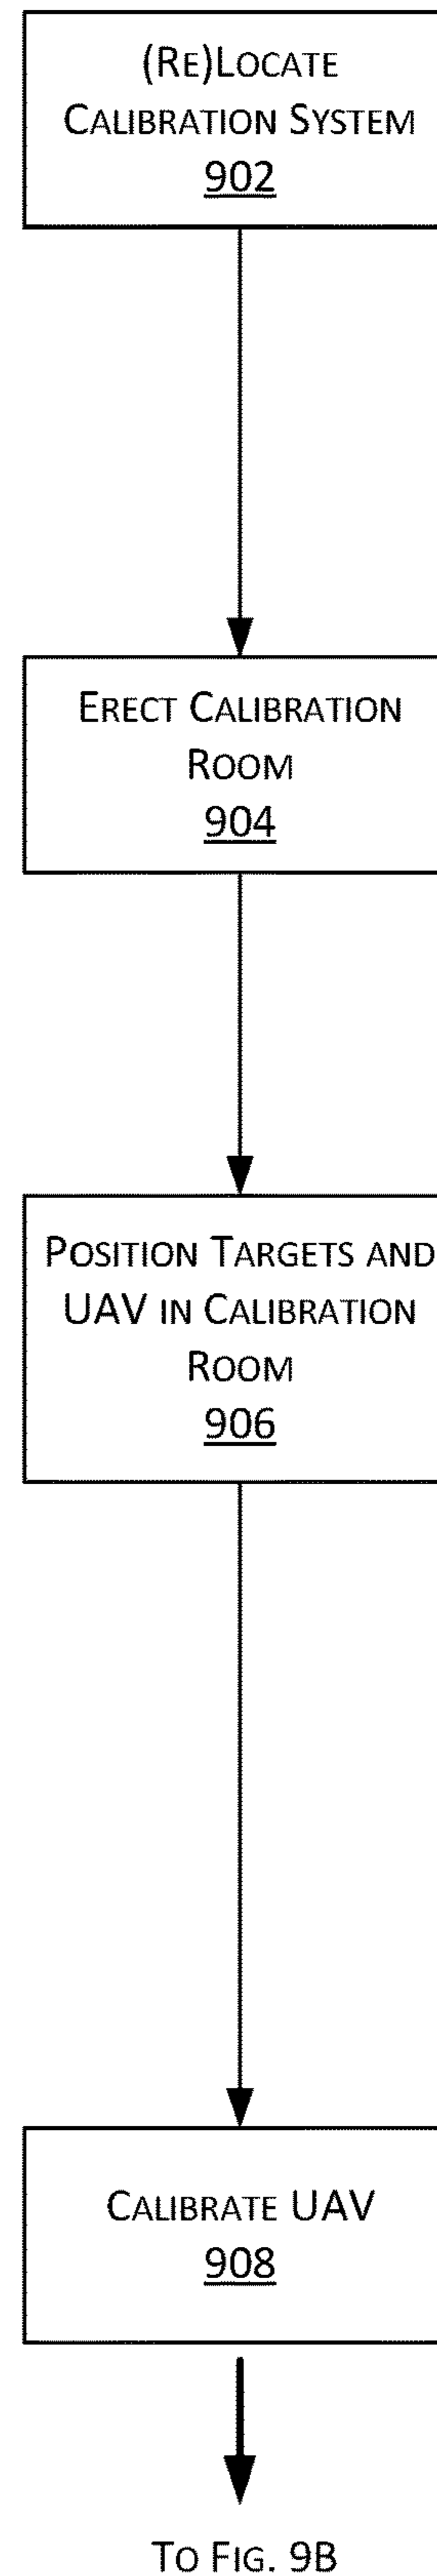 (RE)LOCATE
CALIBRATION SYSTEM
902
ERECT CALIBRATION
ROOM
904
POSITION TARGETS AND
UAV IN CALIBRATION
ROOM
906
CALIBRATE UAV
908
TO FIG. 9B